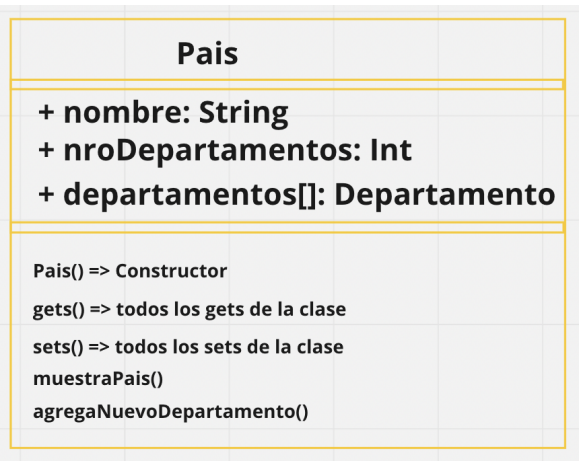 Pais
+ nombre: String
+ nroDepartamentos: Int
+ departamentos[]: Departamento
Pais() => Constructor
gets() => todos los gets de la clase
sets() => todos los sets de la clase
muestraPais()
agregaNuevoDepartamento()